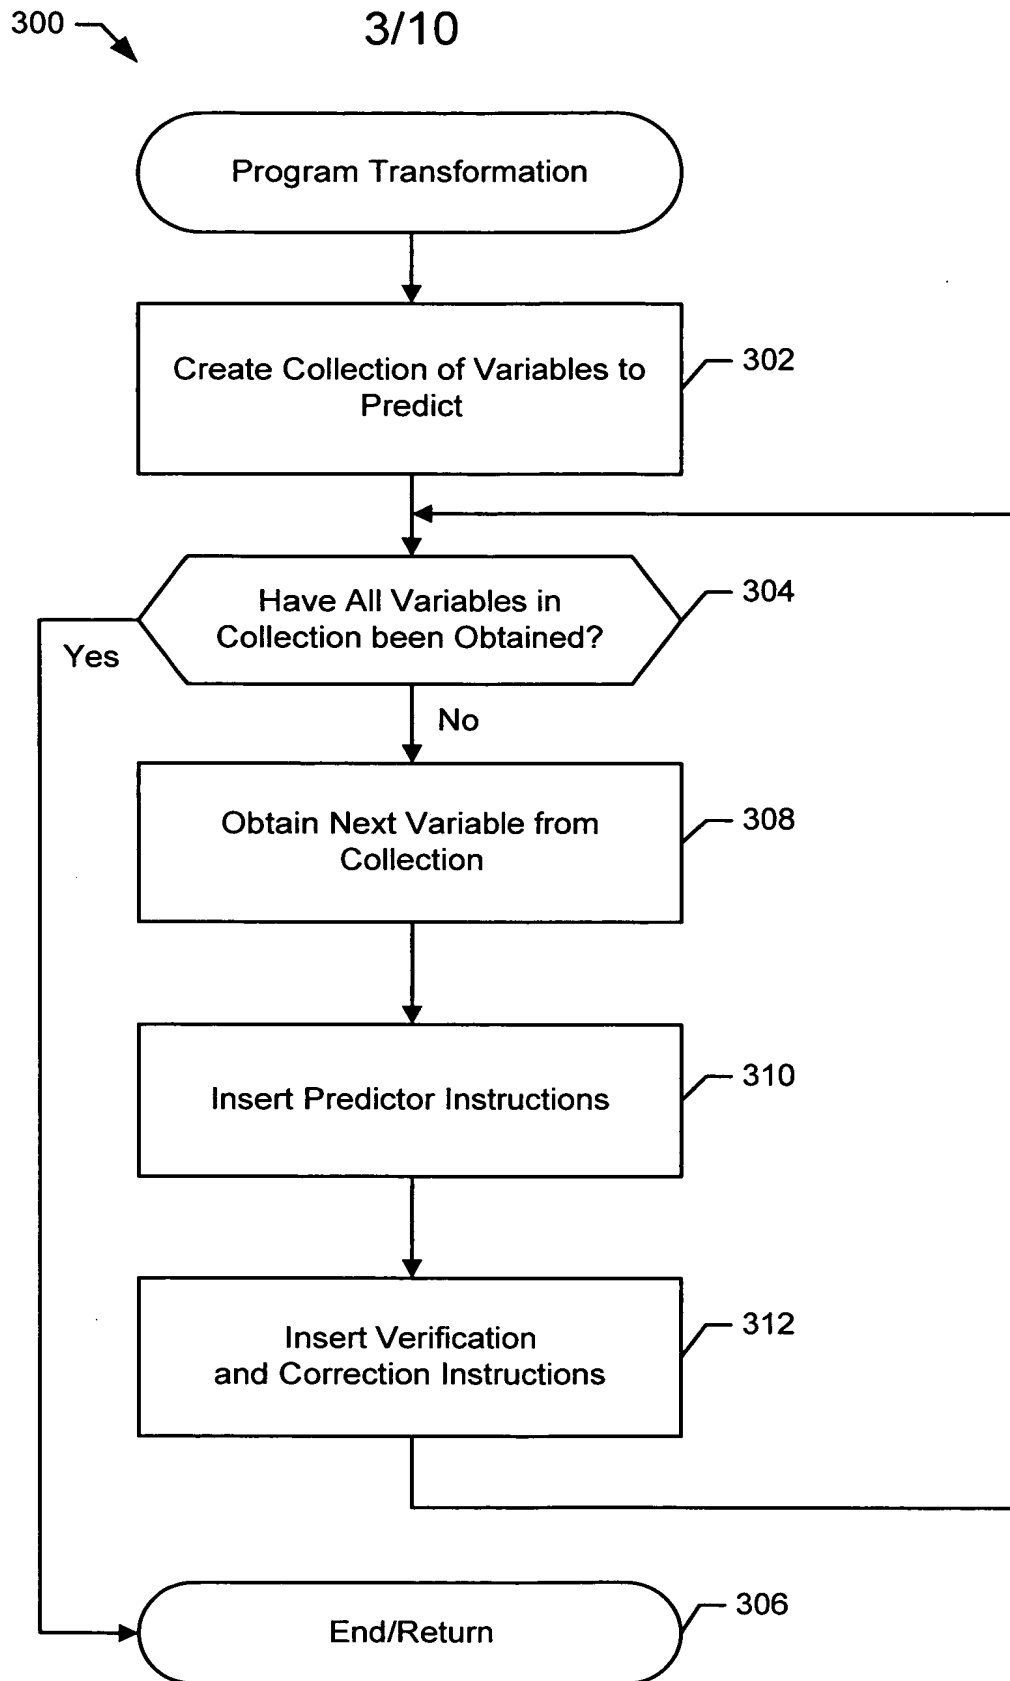 300
3/10
Program Transformation
Create Collection of Variables to
Predict
302
Have All Variables in
Collection been Obtained?
304
Yes
No
Obtain Next Variable from
Collection
308
Insert Predictor Instructions
310
Insert Verification
and Correction Instructions
312
End/Return
306